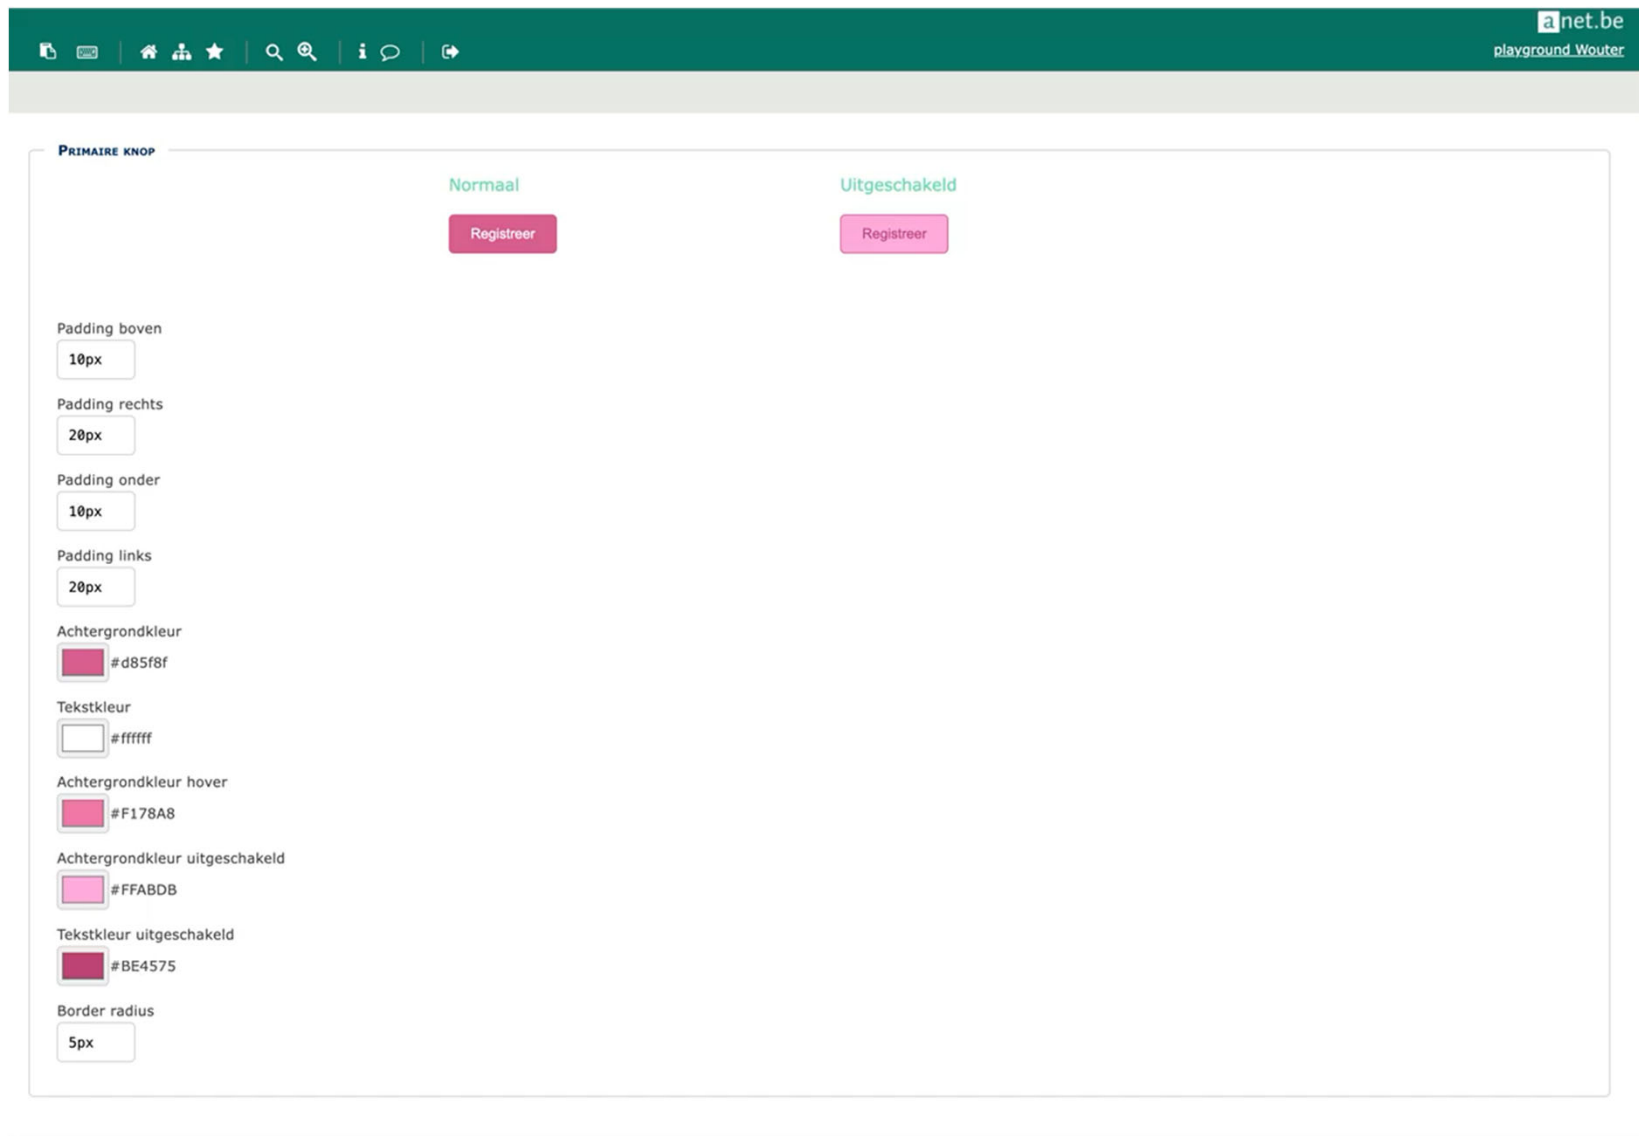 anet.be
playground Wouter
Primaire knop
Normaal
Uitgeschakeld
Registreer
Registreer
Padding boven
10px
Padding rechts
20px
Padding onder
10px
Padding links
20px
Achtergrondkleur
#d85f8f
Tekstkleur
#ffffff
Achtergrondkleur hover
#F178A8
Achtergrondkleur uitgeschakeld
#FFABDB
Tekstkleur uitgeschakeld
#BE4575
Border radius
5px